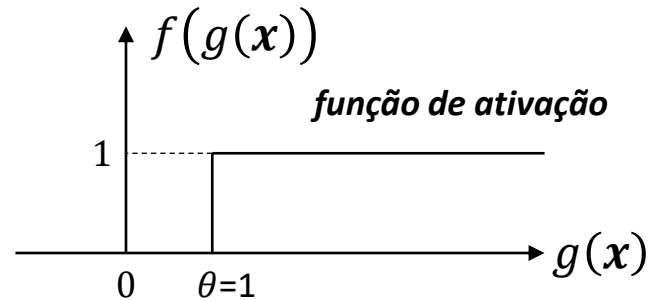 f(g(𝒙))
função de ativação
1
g(𝒙)
0 θ=1